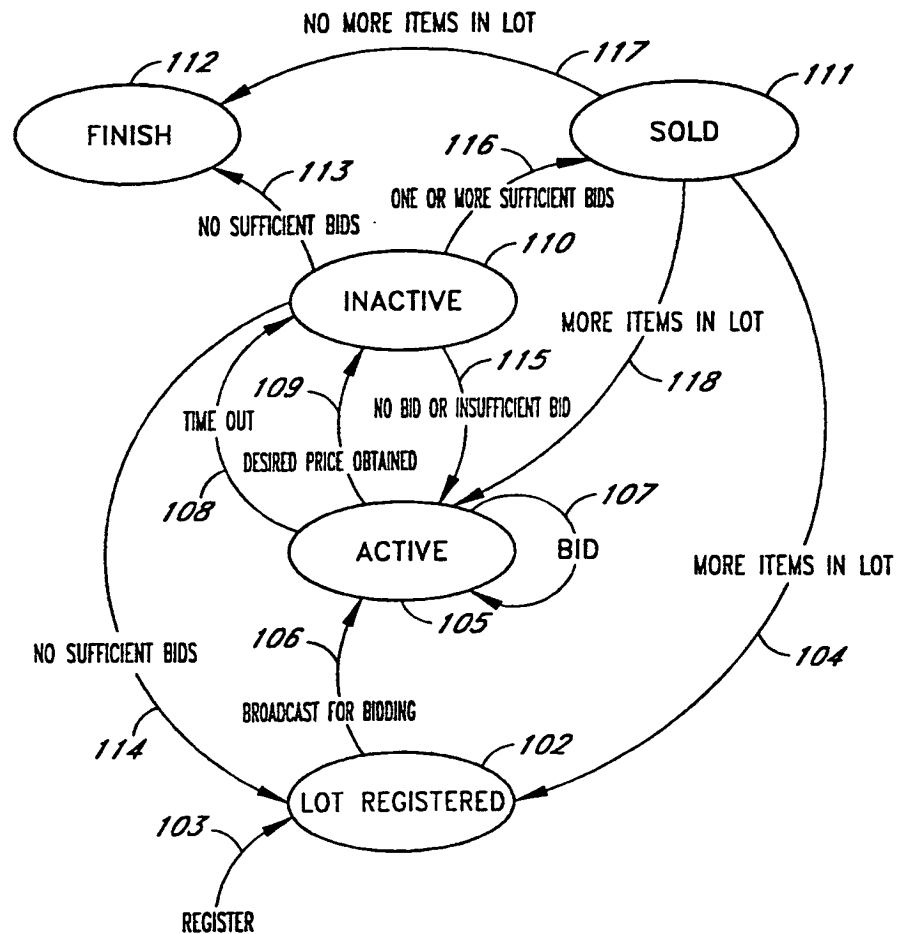 NO MORE ITEMS IN LOT
112
117
111
FINISH
SOLD
116
113
ONE OR MORE SUFFICIENT BIDS
NO SUFFICIENT BIDS
110
INACTIVE
MORE ITEMS IN LOT
115
109
118
TIME OUT
NO BID OR INSUFFICIENT BID
DESIRED PRICE OBTAINED
108
107
ACTIVE
BID
MORE ITEMS IN LOT
105
106
NO SUFFICIENT BIDS
104
BROADCAST FOR BIDDING
114
102
LOT REGISTERED
103
REGISTER